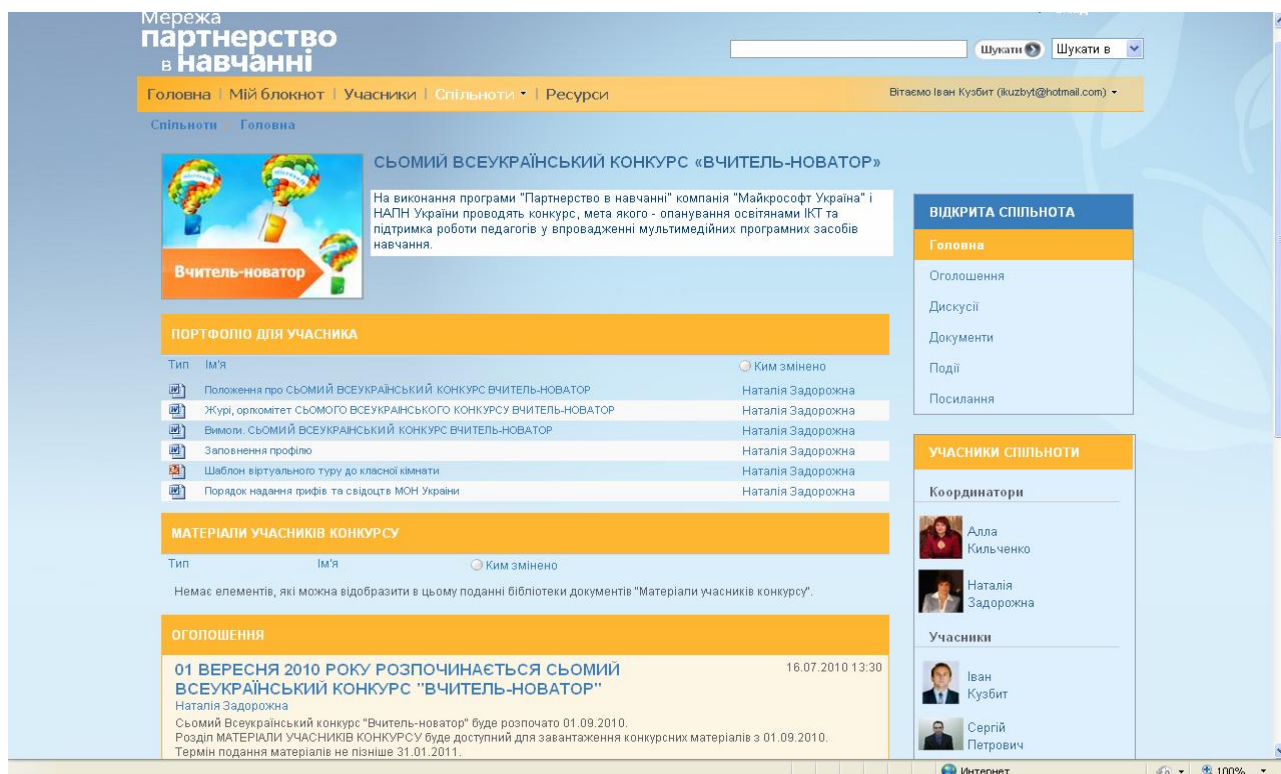 Мережа
партнерство
в навчанні
Шукати
Шукати в
Головна | Мій блокнот | Учасники | Спільноти | Ресурси
Вітаємо Іван Кузбит (ikuzbyt@hotmail.com)
Спільноти Головна
СЬОМИЙ ВСЕУКРАЇНСЬКИЙ КОНКУРС «ВЧИТЕЛЬ-НОВАТОР»
Вчитель-новатор
На виконання програми "Партнерство в навчанні" компанія "Майкрософт Україна" і
НАПН України проводять конкурс, мета якого - опанування освітянами ІКТ та
підтримка роботи педагогів у впровадженні мультимедійних програмних засобів
навчання.
ПОРТФОЛІО ДЛЯ УЧАСНИКА
Тип Ім'я Ким змінено
Положення про СЬОМИЙ ВСЕУКРАЇНСЬКИЙ КОНКУРС ВЧИТЕЛЬ-НОВАТОР Наталія Задорожна
Журі, оргкомітет СЬОМОГО ВСЕУКРАЇНСЬКОГО КОНКУРСУ ВЧИТЕЛЬ-НОВАТОР Наталія Задорожна
Вимоги. СЬОМИЙ ВСЕУКРАЇНСЬКИЙ КОНКУРС ВЧИТЕЛЬ-НОВАТОР Наталія Задорожна
Заповнення профілю Наталія Задорожна
Шаблон віртуального туру до класної кімнати Наталія Задорожна
Порядок надання грифів та свідоцтв МОН України Наталія Задорожна
МАТЕРІАЛИ УЧАСНИКІВ КОНКУРСУ
Тип Ім'я Ким змінено
Немає елементів, які можна відобразити в цьому поданні бібліотеки документів "Матеріали учасників конкурсу".
ОГОЛОШЕННЯ
01 ВЕРЕСНЯ 2010 РОКУ РОЗПОЧИНАЄТЬСЯ СЬОМИЙ 16.07.2010 13:30
ВСЕУКРАЇНСЬКИЙ КОНКУРС "ВЧИТЕЛЬ-НОВАТОР"
Наталія Задорожна
Сьомий Всеукраїнський конкурс "Вчитель-новатор" буде розпочато 01.09.2010.
Розділ МАТЕРІАЛИ УЧАСНИКІВ КОНКУРСУ буде доступний для завантаження конкурсних матеріалів з 01.09.2010.
Термін подання матеріалів не пізніше 31.01.2011.
ВІДКРИТА СПІЛЬНОТА
Головна
Оголошення
Дискусії
Документи
Події
Посилання
УЧАСНИКИ СПІЛЬНОТИ
Координатори
Алла
Кильченко
Наталія
Задорожна
Учасники
Іван
Кузбит
Сергій
Петрович
Интернет
100%